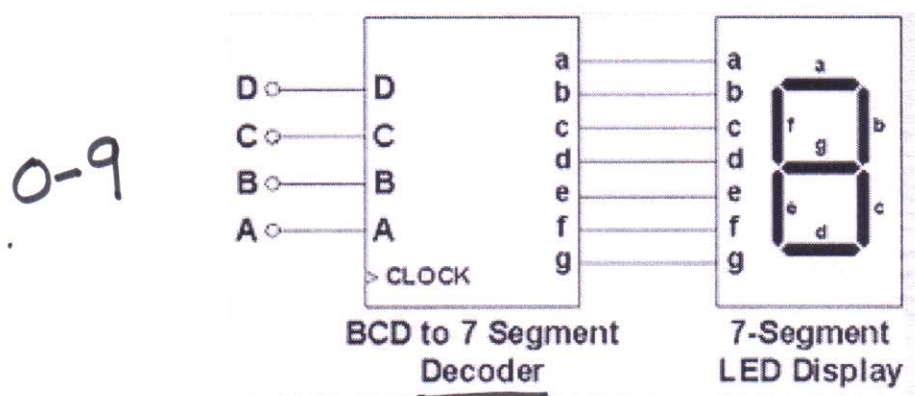 0-9
D
C
B
A
D
C
B
A
> CLOCK
a
b
c
d
e
f
g
BCD to 7 Segment
Decoder
a
b
c
d
e
f
g
a
f
b
g
e
c
d
7-Segment
LED Display